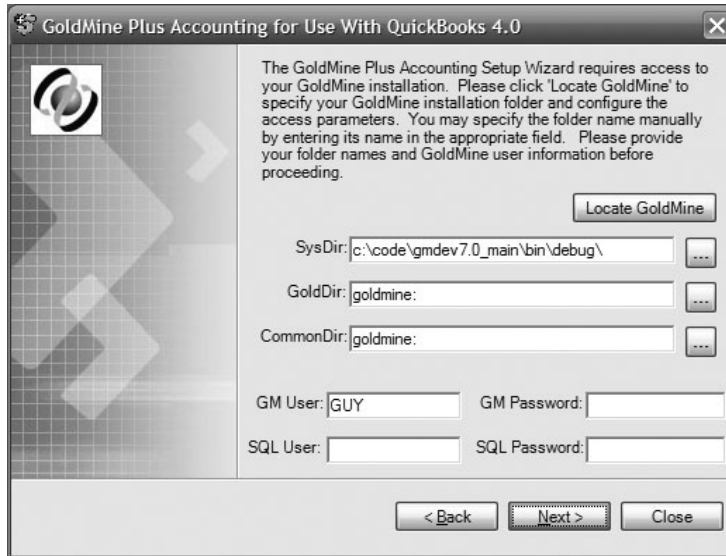 GoldMine Plus Accounting for Use With QuickBooks 4.0
The GoldMine Plus Accounting Setup Wizard requires access to
your GoldMine installation.  Please click 'Locate GoldMine' to
specify your GoldMine installation folder and configure the
access parameters.  You may specify the folder name manually
by entering its name in the appropriate field.  Please provide
your folder names and GoldMine user information before
proceeding.
Locate GoldMine
SysDir: c:\code\gmdev7.0_main\bin\debug\ ...
GoldDir: goldmine: ...
CommonDir: goldmine: ...
GM User: GUY GM Password:
SQL User: SQL Password:
< Back Next > Close